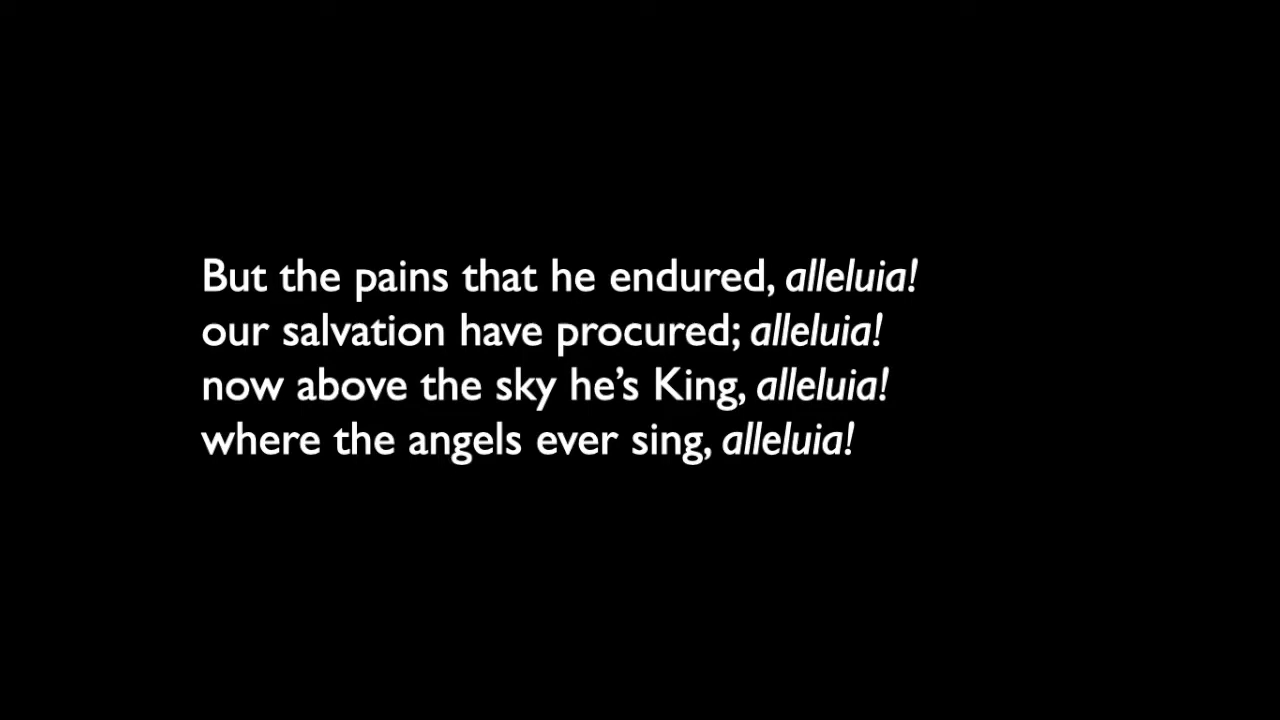 But the pains that he endured, alleluia!
our salvation have procured; alleluia!
now above the sky he’s King, alleluia!
where the angels ever sing, alleluia!